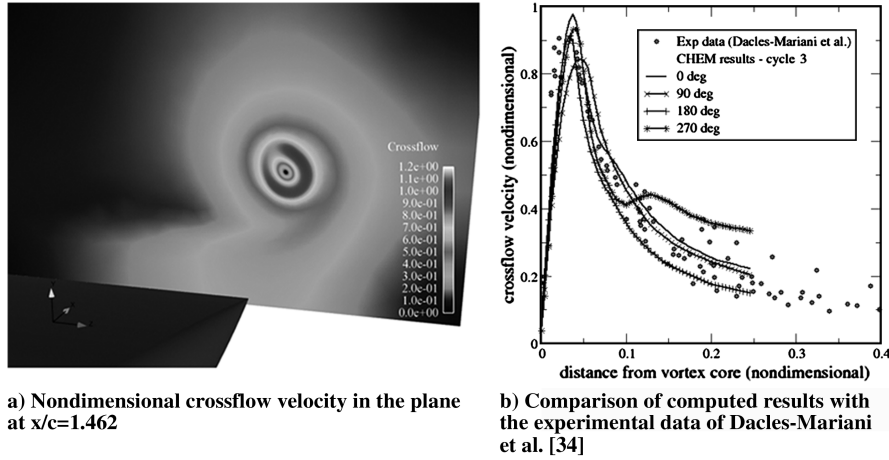 Crossflow
1.2e+00
1.1e+00
1.0e+00
9.0e-01
8.0e-01
7.0e-01
6.0e-01
5.0e-01
4.0e-01
3.0e-01
2.0e-01
1.0e-01
0.0e+00
a) Nondimensional crossflow velocity in the plane
at x/c=1.462
crossflow velocity (nondimensional)
1
0.8
0.6
0.4
0.2
0
Exp data (Dacles-Mariani et al.)
CHEM results - cycle 3
0 deg
90 deg
180 deg
270 deg
0
0.1
0.2
0.3
0.4
distance from vortex core (nondimensional)
b) Comparison of computed results with
the experimental data of Dacles-Mariani
et al. [34]